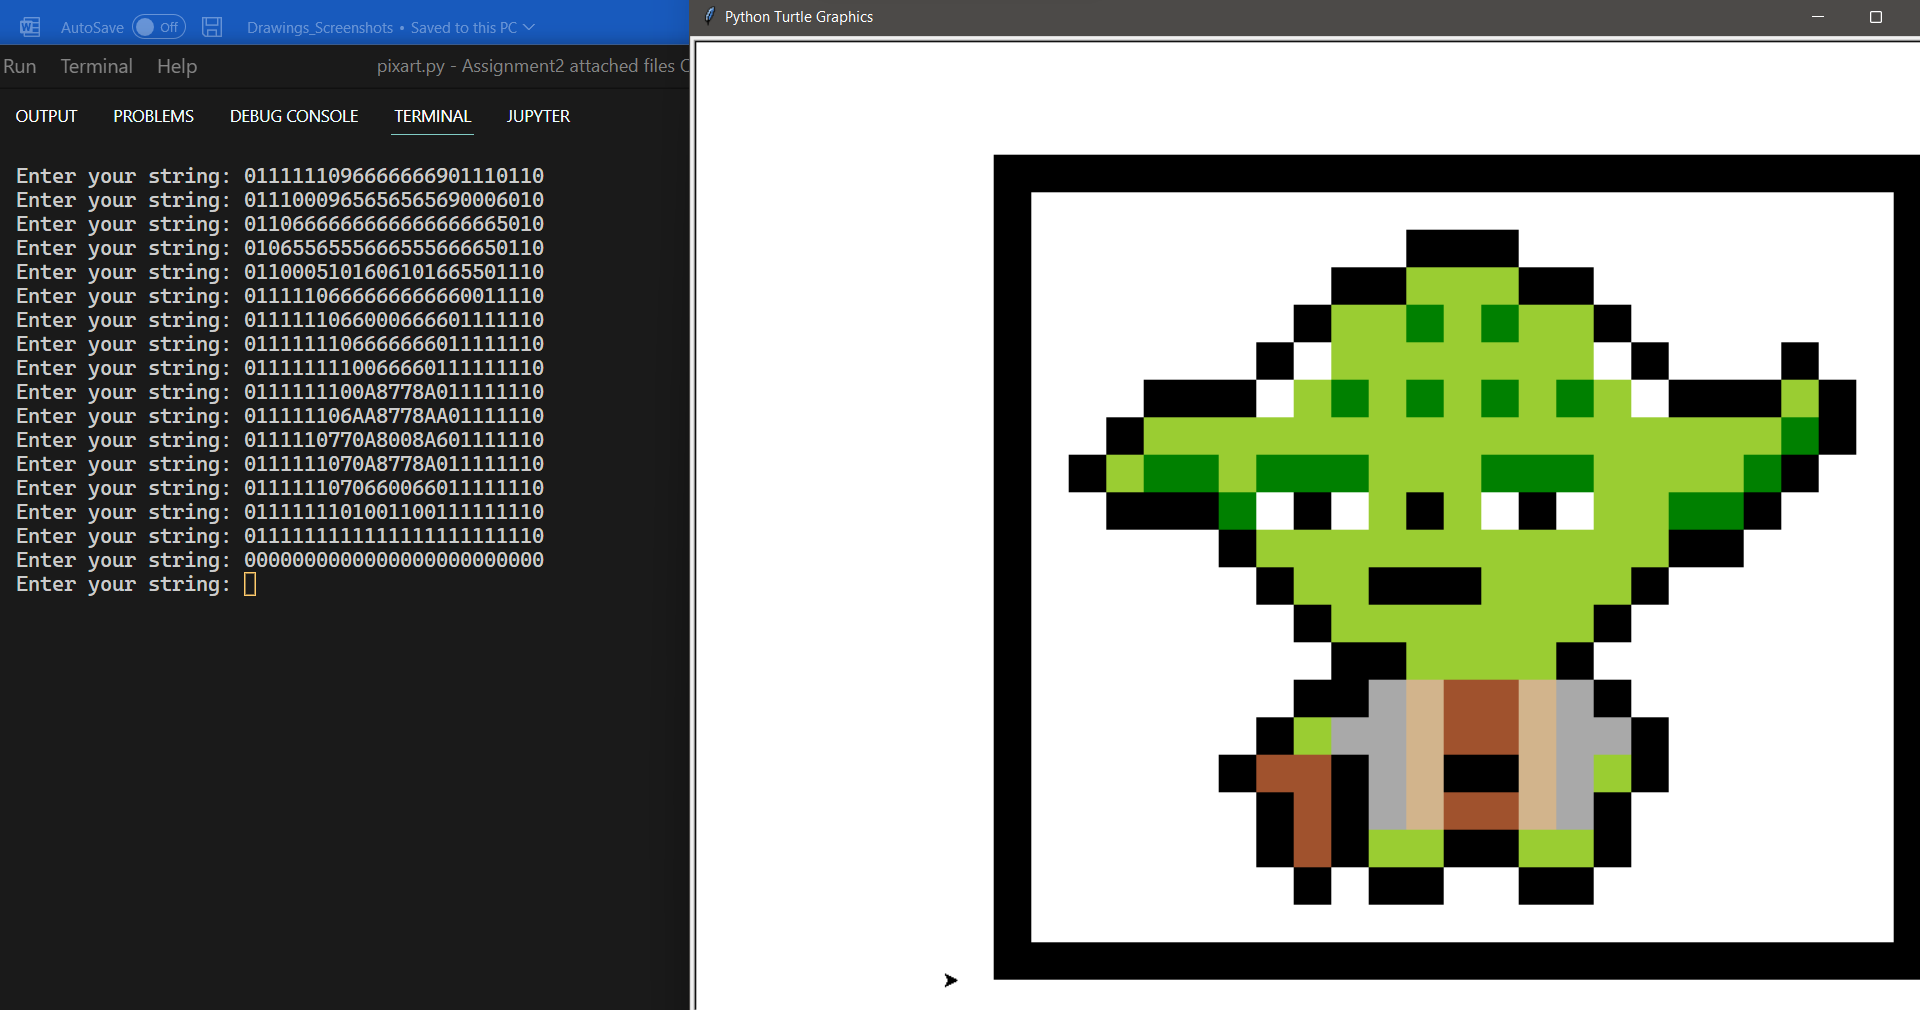 AutoSave Off Drawings_Screenshots • Saved to this PC
Python Turtle Graphics
Run Terminal Help pixart.py - Assignment2 attached files
OUTPUT PROBLEMS DEBUG CONSOLE TERMINAL JUPYTER
Enter your string: 0111111096666666901110110
Enter your string: 0111000965656565690006010
Enter your string: 0110666666666666666665010
Enter your string: 0106556555666555666650110
Enter your string: 0110005101606101665501110
Enter your string: 0111110666666666660011110
Enter your string: 0111111066000666601111110
Enter your string: 0111111106666666011111110
Enter your string: 0111111110066660111111110
Enter your string: 0111111100A8778A011111110
Enter your string: 011111106AA8778AA01111110
Enter your string: 0111110770A8008A601111110
Enter your string: 0111111070A8778A011111110
Enter your string: 0111111070660066011111110
Enter your string: 0111111101001100111111110
Enter your string: 0111111111111111111111110
Enter your string: 0000000000000000000000000
Enter your string: